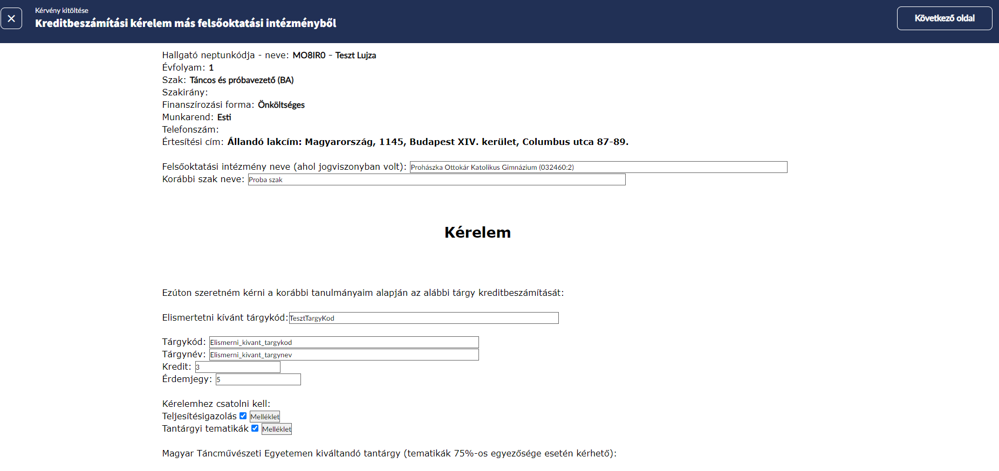 Kérvény kitöltése
Kreditbeszámítási kérelem más felsőoktatási intézményből
Következő oldal
Hallgató neptunkódja - neve: MO8IR0 - Teszt Lujza
Évfolyam: 1
Szak: Táncos és próbavezető (BA)
Szakirány:
Finanszírozási forma: Önköltséges
Munkarend: Esti
Telefonszám:
Értesítési cím: Állandó lakcím: Magyarország, 1145, Budapest XIV. kerület, Columbus utca 87-89.
Felsőoktatási intézmény neve (ahol jogviszonyban volt): Prohászka Ottokár Katolikus Gimnázium (032460:2)
Korábbi szak neve: Proba szak
Kérelem
Ezúton szeretném kérni a korábbi tanulmányaim alapján az alábbi tárgy kreditbeszámítását:
Elismertetni kívánt tárgykód: TesztTargyKod
Tárgykód: Elismerni_kivant_targykod
Tárgynév: Elismerni_kivant_targynev
Kredit: 3
Érdemjegy: 5
Kérelemhez csatolni kell:
Teljesítésigazolás Melléklet
Tantárgyi tematikák Melléklet
Magyar Táncművészeti Egyetemen kiváltandó tantárgy (tematikák 75%-os egyezősége esetén kérhető):